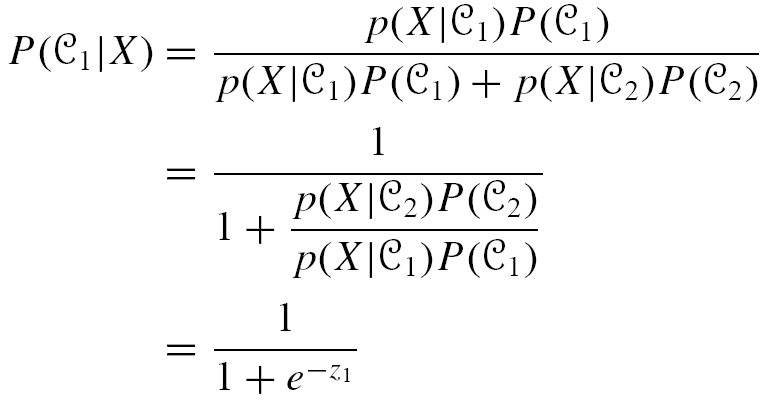 P(𝒞₁|X) = p(X|𝒞₁)P(𝒞₁) / p(X|𝒞₁)P(𝒞₁) + p(X|𝒞₂)P(𝒞₂)
= 1 / 1 + p(X|𝒞₂)P(𝒞₂) / p(X|𝒞₁)P(𝒞₁)
= 1 / 1 + e^{−z₁}